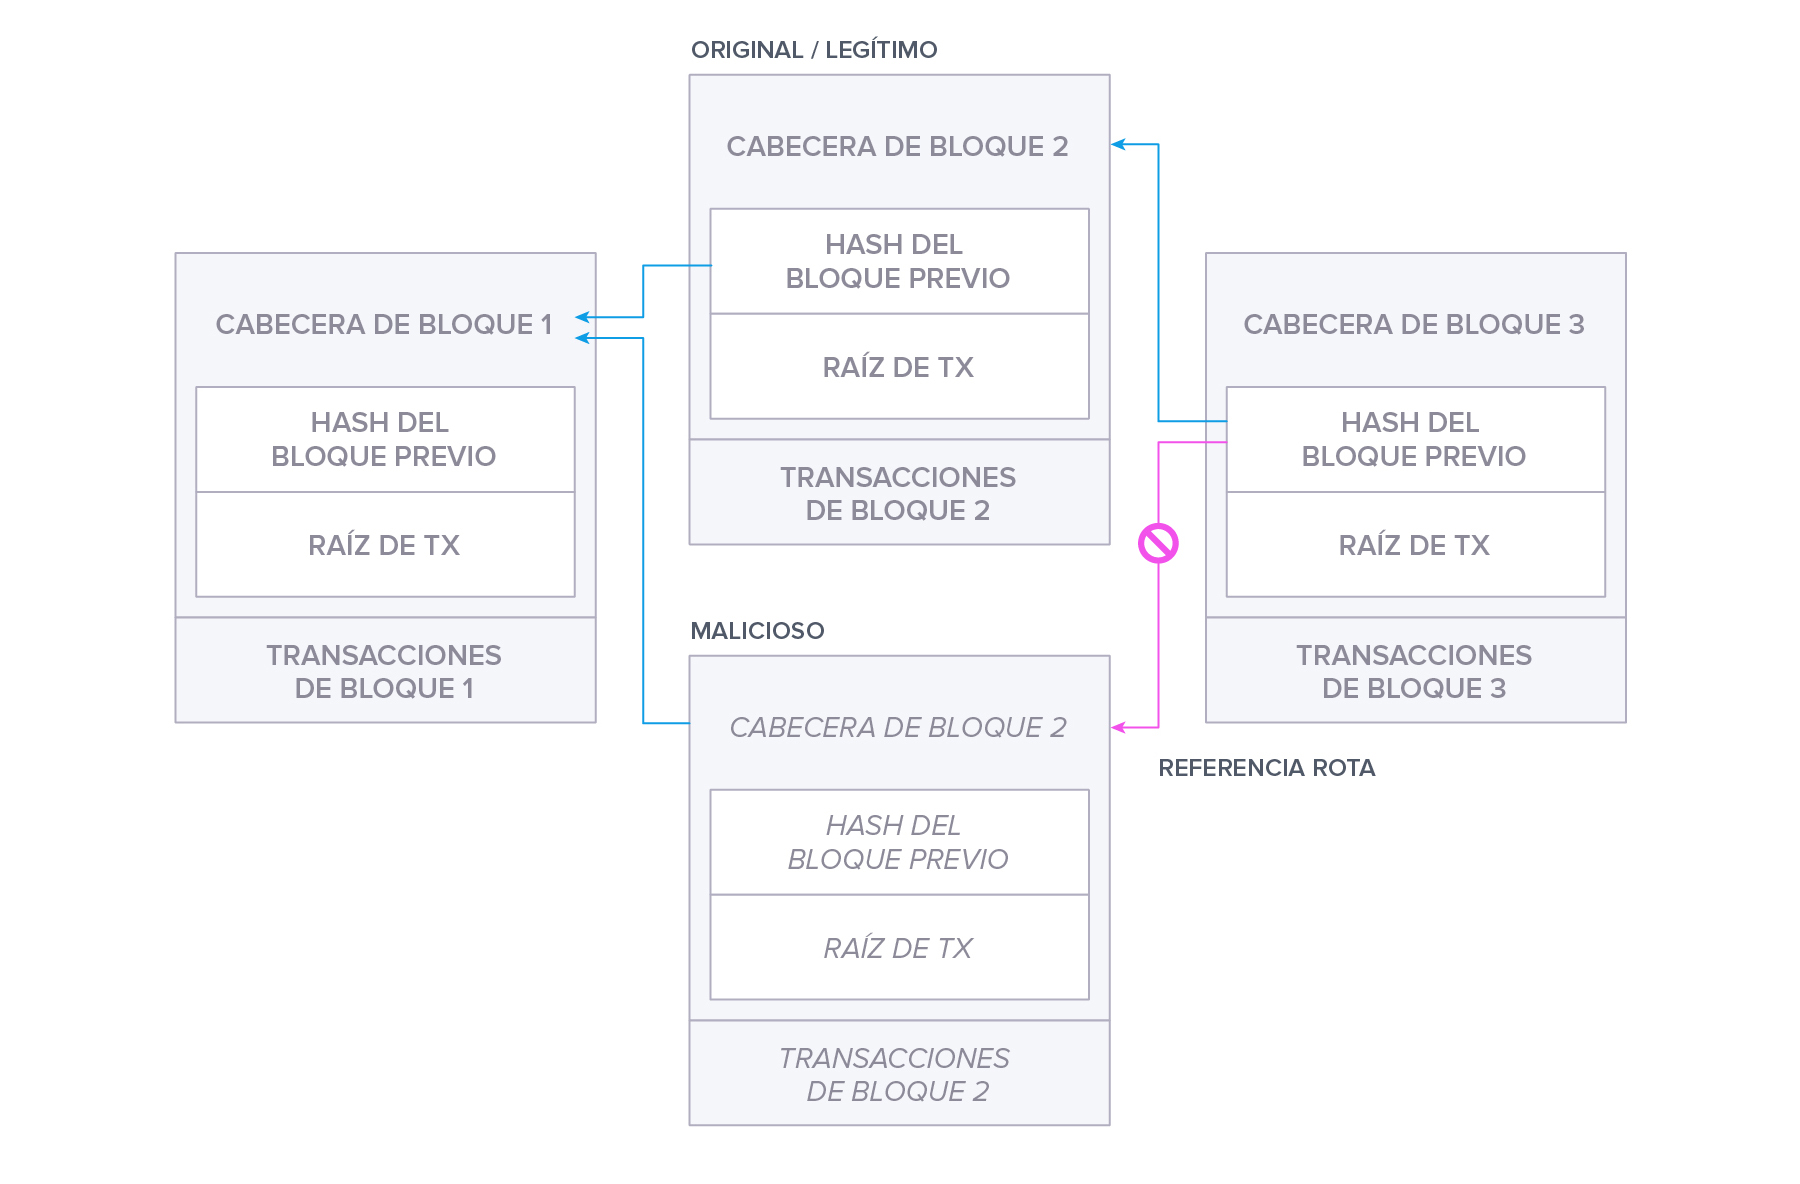 ORIGINAL / LEGÍTIMO
CABECERA DE BLOQUE 2
HASH DEL
BLOQUE PREVIO
RAÍZ DE TX
TRANSACCIONES
DE BLOQUE 2
CABECERA DE BLOQUE 1
HASH DEL
BLOQUE PREVIO
RAÍZ DE TX
TRANSACCIONES
DE BLOQUE 1
CABECERA DE BLOQUE 3
HASH DEL
BLOQUE PREVIO
RAÍZ DE TX
TRANSACCIONES
DE BLOQUE 3
MALICIOSO
CABECERA DE BLOQUE 2
HASH DEL
BLOQUE PREVIO
RAÍZ DE TX
TRANSACCIONES
DE BLOQUE 2
REFERENCIA ROTA